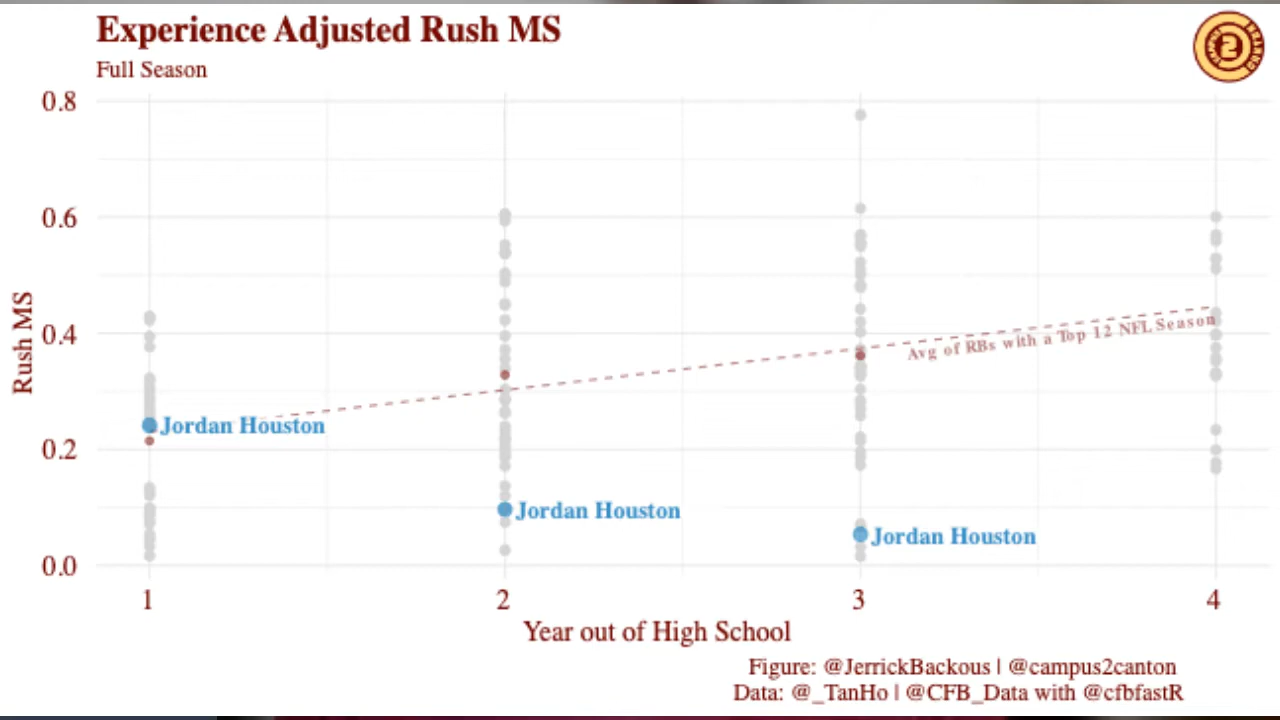 Experience Adjusted Rush MS
Full Season
2
0.8
0.6
0.4
0.2
0.0
Rush MS
Avg of RBs with a Top 12 NFL Season
Jordan Houston
Jordan Houston
Jordan Houston
1
2
3
4
Year out of High School
Figure: @JerrickBackous | @campus2canton
Data: @_TanHo | @CFB_Data with @cfbfastR